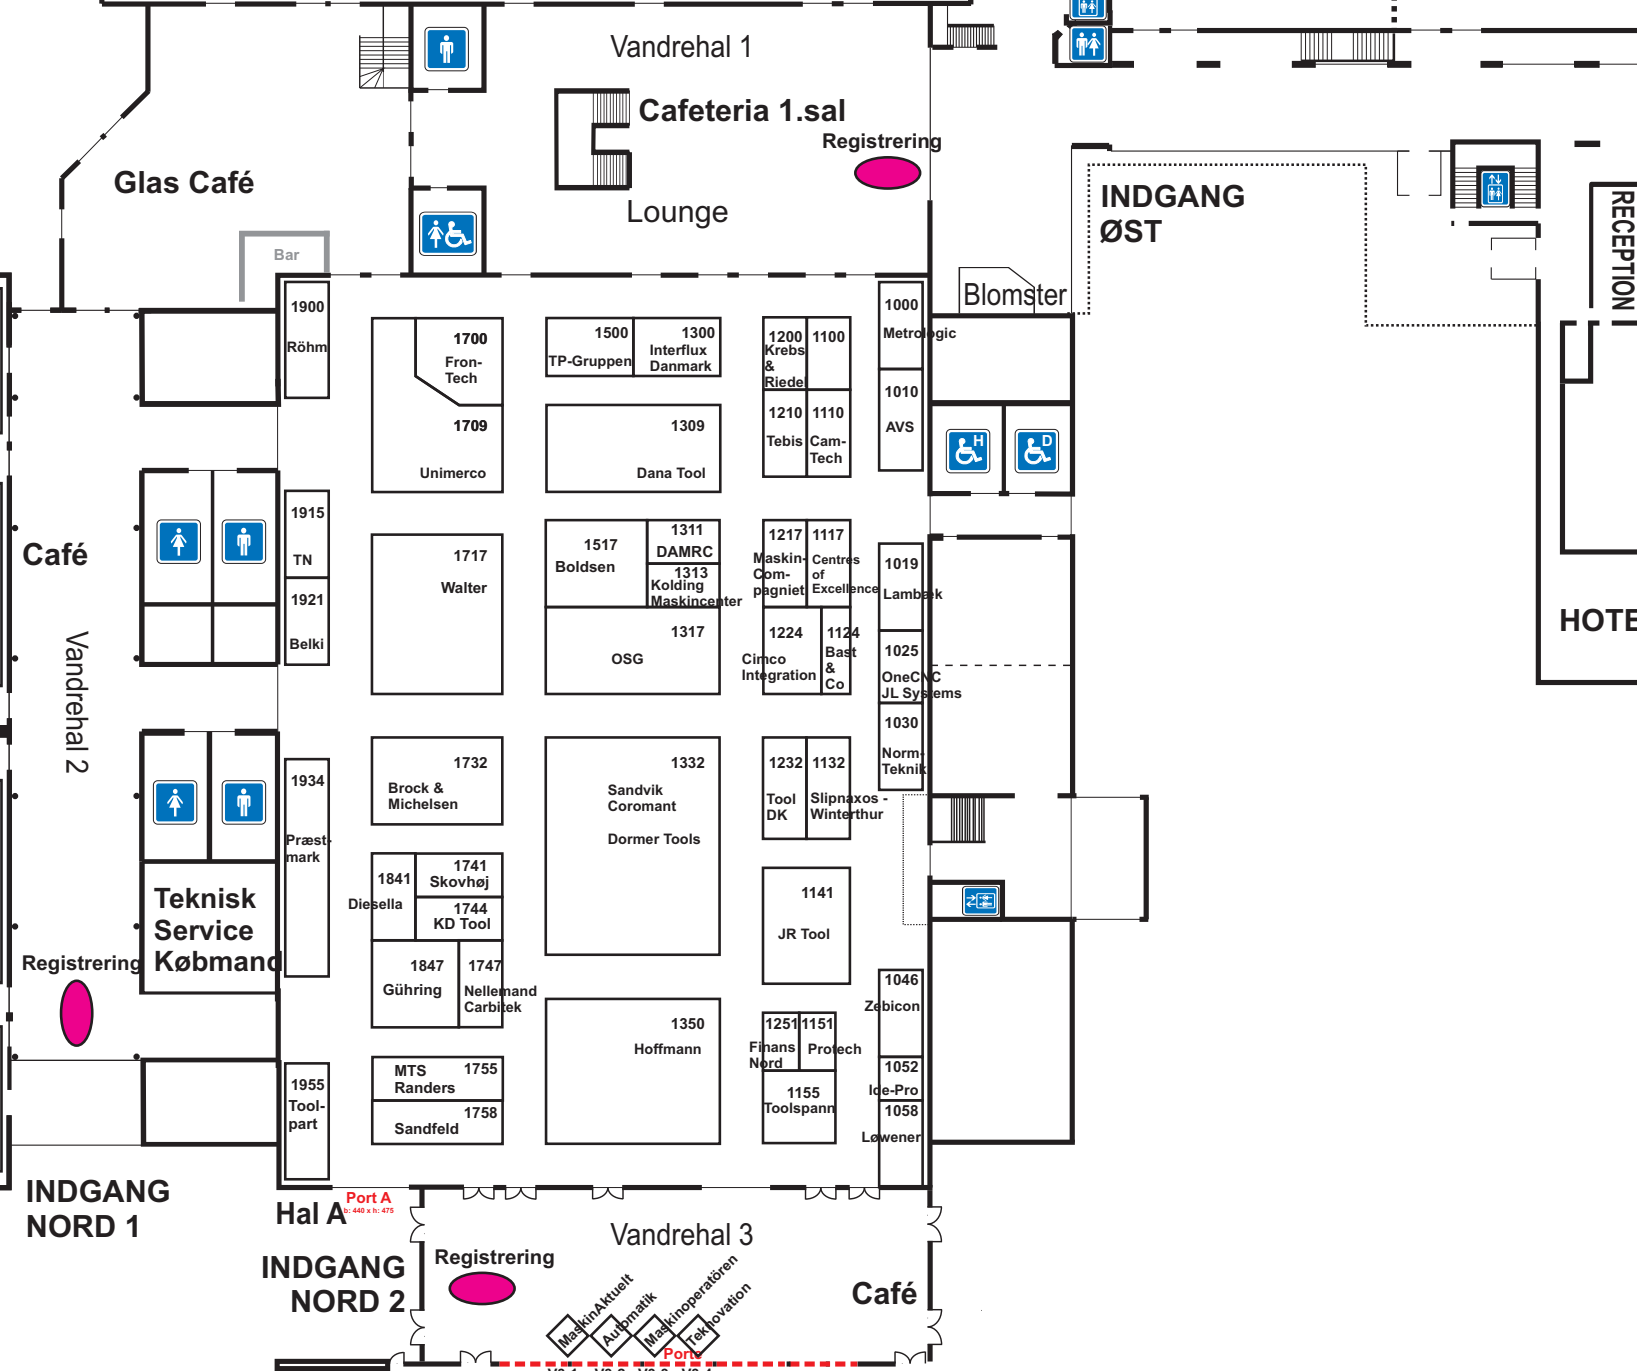 Vandrehal 1
Cafeteria 1.sal
Registrering
Glas Café
Lounge
INDGANG
ØST
RECEPTION
Bar
Blomster
1900
Röhm
1700
Fron-
Tech
1709
Unimerco
1500
TP-Gruppen
1300
Interflux
Danmark
1309
Dana Tool
1200
Krebs
&
Riedel
1100
1210
Tebis
1110
Cam-
Tech
1000
Metrologic
1010
AVS
H
D
Café
Vandrehal 2
1915
TN
1921
Belki
1717
Walter
1517
Boldsen
1311
DAMRC
1313
Kolding
Maskincenter
1317
OSG
1217
Maskin-
Com-
pagniet
1117
Centres
of
Excellence
1224
Cimco
Integration
1124
Bast
&
Co
1019
Lambæk
1025
OneCNC
JL Systems
1030
Norm-
Teknik
HOTE
1934
Præst-
mark
1732
Brock &
Michelsen
1332
Sandvik
Coromant
Dormer Tools
1232
Tool
DK
1132
Slipnaxos -
Winterthur
1841
Diesella
1741
Skovhøj
1744
KD Tool
1141
JR Tool
Teknisk
Service
Købmand
Registrering
1847
Gühring
1747
Nellemand
Carbitek
1350
Hoffmann
1251
Finans
Nord
1151
Protech
1155
Toolspann
1046
Zebicon
1052
Ide-Pro
1058
Løwener
1955
Tool-
part
MTS
Randers
1755
1758
Sandfeld
INDGANG
NORD 1
Hal A
Port A
b: 440 x h: 475
INDGANG
NORD 2
Registrering
Vandrehal 3
Café
MaskinAktuelt
Automatik
Maskinoperatören
Teknovation
Porte